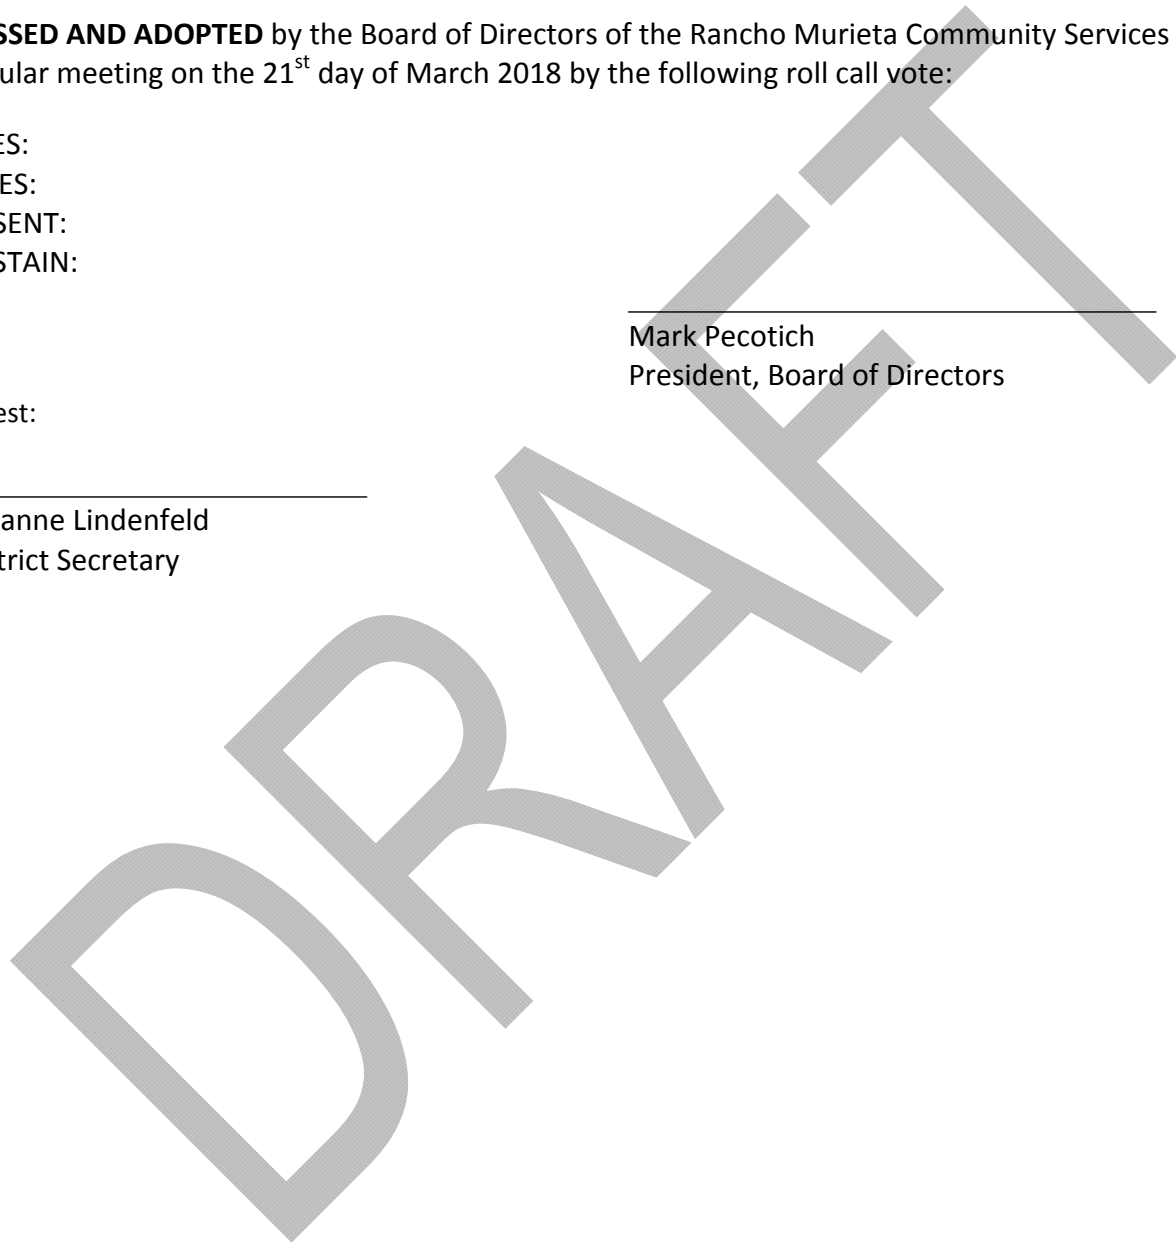 SSED AND ADOPTED by the Board of Directors of the Rancho Murieta Community Services
ular meeting on the 21st day of March 2018 by the following roll call vote:
ES:
ES:
SENT:
STAIN:
Mark Pecotich
President, Board of Directors
est:
anne Lindenfeld
trict Secretary
DRAFT